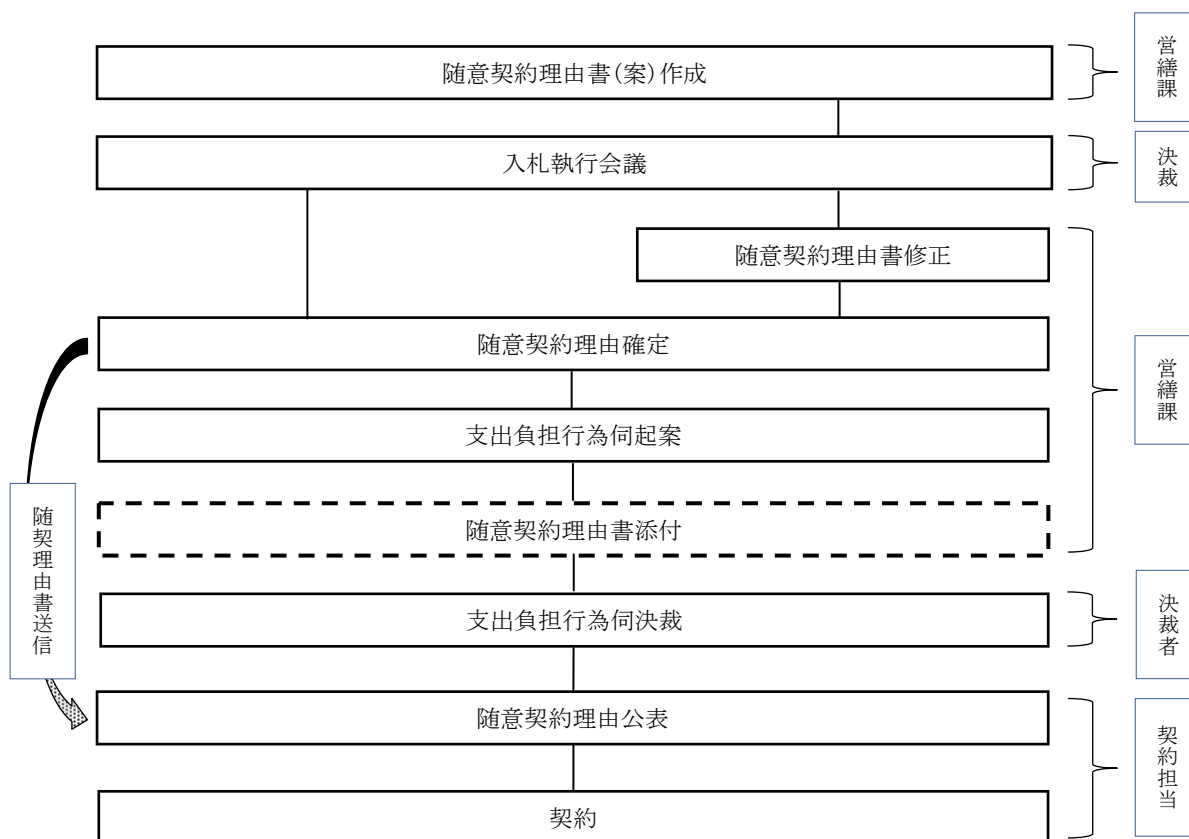 随意契約理由書(案)作成
営繕課
入札執行会議
決裁
随意契約理由書修正
随意契約理由確定
営繕課
支出負担行為伺起案
随意契約理由書添付
随契理由書送信
支出負担行為伺決裁
決裁者
随意契約理由公表
契約担当
契約